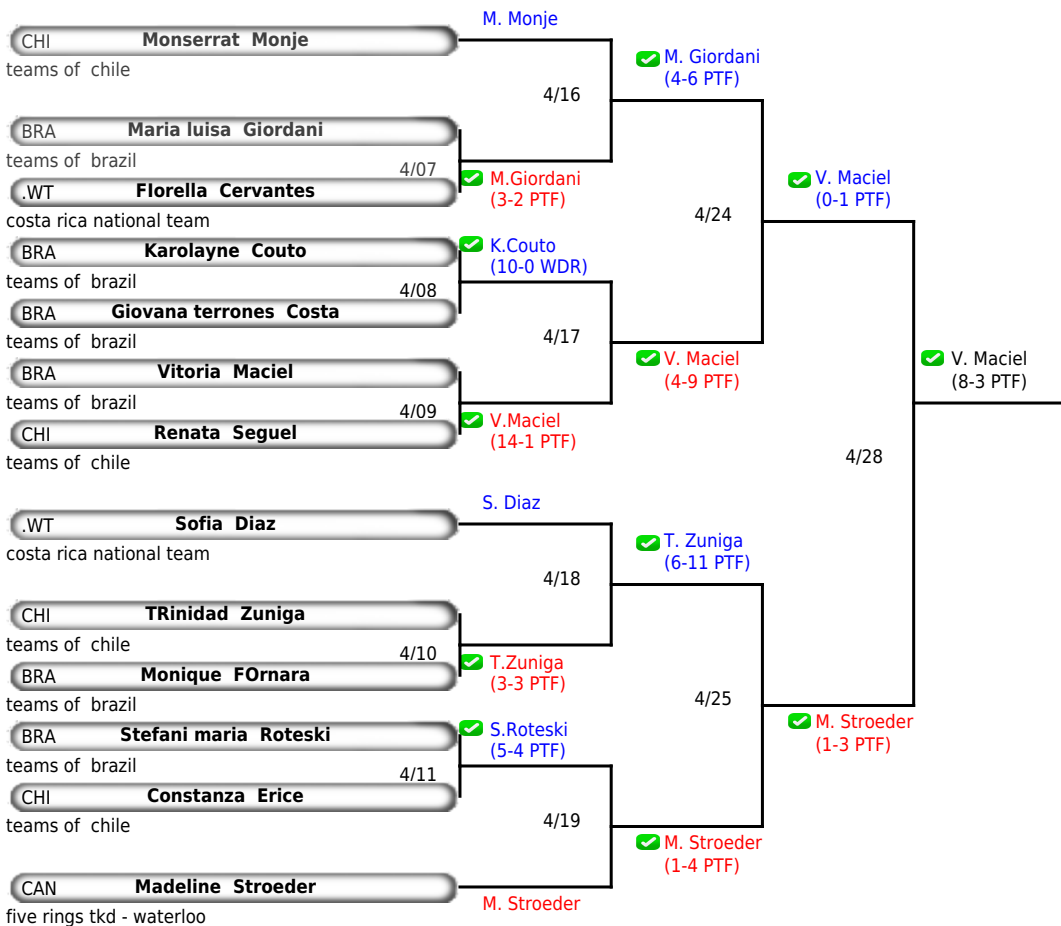 M. Monje
CHI Monserrat Monje
teams of chile
M. Giordani
(4-6 PTF)
4/16
BRA Maria luisa Giordani
teams of brazil
4/07
M.Giordani
(3-2 PTF)
.WT Florella Cervantes
costa rica national team
V. Maciel
(0-1 PTF)
4/24
BRA Karolayne Couto
K.Couto
(10-0 WDR)
teams of brazil
4/08
BRA Giovana terrones Costa
teams of brazil
4/17
BRA Vitoria Maciel
V. Maciel
(4-9 PTF)
V. Maciel
(8-3 PTF)
teams of brazil
4/09
V.Maciel
(14-1 PTF)
CHI Renata Seguel
teams of chile
4/28
S. Diaz
.WT Sofia Diaz
costa rica national team
T. Zuniga
(6-11 PTF)
4/18
CHI TRinidad Zuniga
teams of chile
4/10
T.Zuniga
(3-3 PTF)
BRA Monique FOrnara
teams of brazil
4/25
M. Stroeder
(1-3 PTF)
BRA Stefani maria Roteski
S.Roteski
(5-4 PTF)
teams of brazil
4/11
CHI Constanza Erice
teams of chile
4/19
M. Stroeder
(1-4 PTF)
CAN Madeline Stroeder
M. Stroeder
five rings tkd - waterloo